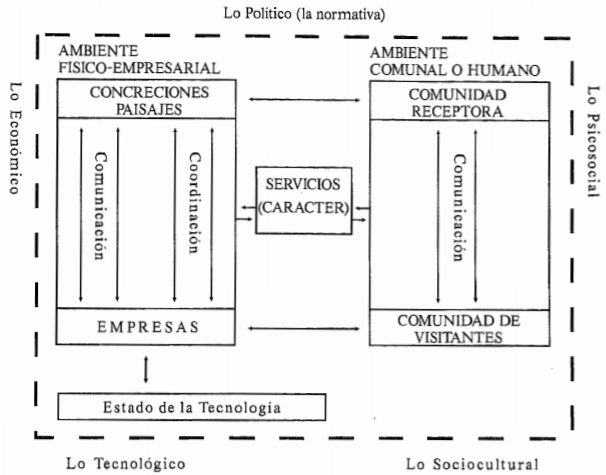 Lo Político (la normativa)
AMBIENTE
FISICO-EMPRESARIAL
AMBIENTE
COMUNAL O HUMANO
Lo Económico
CONCRECIONES
PAISAJES
COMUNIDAD
RECEPTORA
Lo Psicosocial
Comunicación
Coordinación
SERVICIOS
(CARACTER)
Comunicación
EMPRESAS
COMUNIDAD DE
VISITANTES
Estado de la Tecnología
Lo Tecnológico
Lo Sociocultural